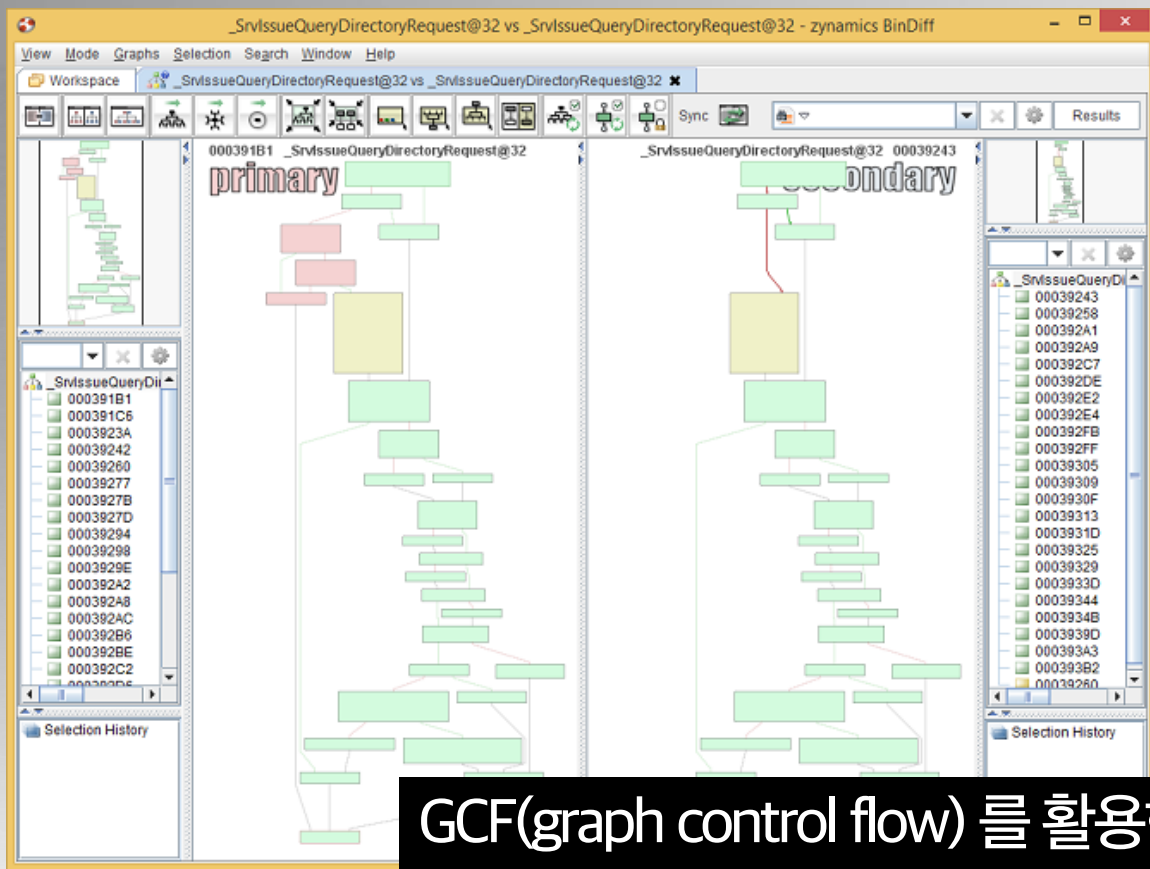 _SrvIssueQueryDirectoryRequest@32 vs _SrvIssueQueryDirectoryRequest@32 - zynamics BinDiff
View Mode Graphs Selection Search Window Help
Workspace _SrvIssueQueryDirectoryRequest@32 vs _SrvIssueQueryDirectoryRequest@32
Sync Results
000391B1 _SrvIssueQueryDirectoryRequest@32
primary
_SrvIssueQueryDi
000391B1
000391C6
0003923A
00039242
00039260
00039277
0003927B
0003927D
00039294
00039298
0003929E
000392A2
000392A8
000392AC
000392B6
000392BE
000392C2
Selection History
_SrvIssueQueryDirectoryRequest@32 00039243
secondary
_SrvIssueQueryDi
00039243
00039258
000392A1
000392A9
000392C7
000392DE
000392E2
000392E4
000392FB
000392FF
00039305
00039309
0003930F
00039313
0003931D
00039325
00039329
0003933D
00039344
0003934B
0003939D
000393A3
000393B2
00039260
Selection History
GCF(graph control flow) 를 활용